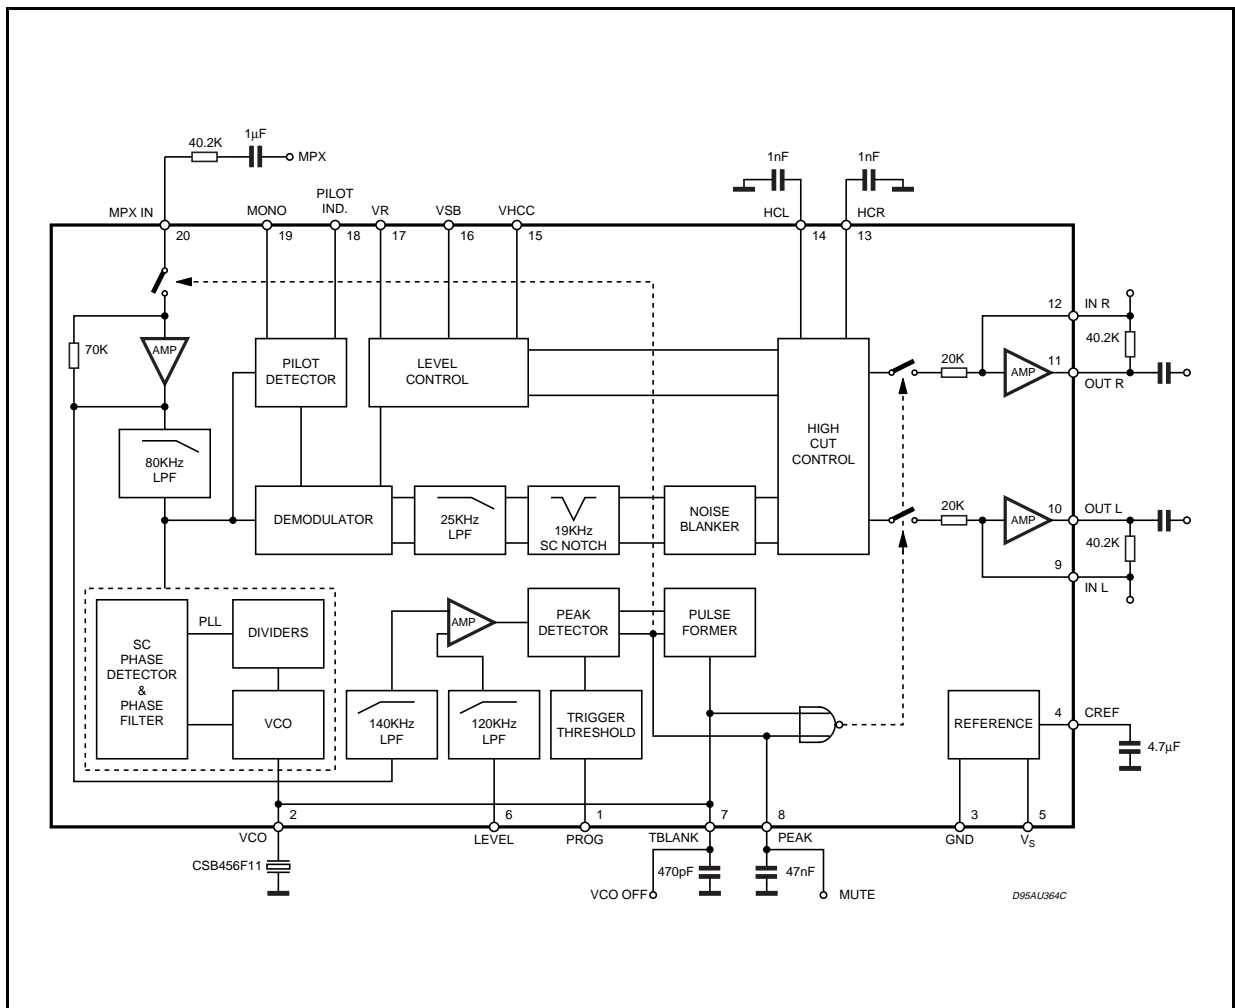 40.2K
1µF
MPX
1nF
1nF
MPX IN
MONO
PILOT
IND.
VR
VSB
VHCC
HCL
HCR
20
19
18
17
16
15
14
13
12
IN R
40.2K
70K
AMP
PILOT
DETECTOR
LEVEL
CONTROL
20K
AMP
11
OUT R
HIGH
CUT
CONTROL
80KHz
LPF
DEMODULATOR
25KHz
LPF
19KHz
SC NOTCH
NOISE
BLANKER
20K
AMP
10
OUT L
40.2K
9
IN L
SC
PHASE
DETECTOR
&
PHASE
FILTER
PLL
DIVIDERS
VCO
AMP
PEAK
DETECTOR
PULSE
FORMER
140KHz
LPF
120KHz
LPF
TRIGGER
THRESHOLD
REFERENCE
4
CREF
4.7µF
2
6
1
7
8
3
5
VCO
LEVEL
PROG
TBLANK
PEAK
GND
VS
CSB456F11
470pF
47nF
VCO OFF
MUTE
D95AU364C